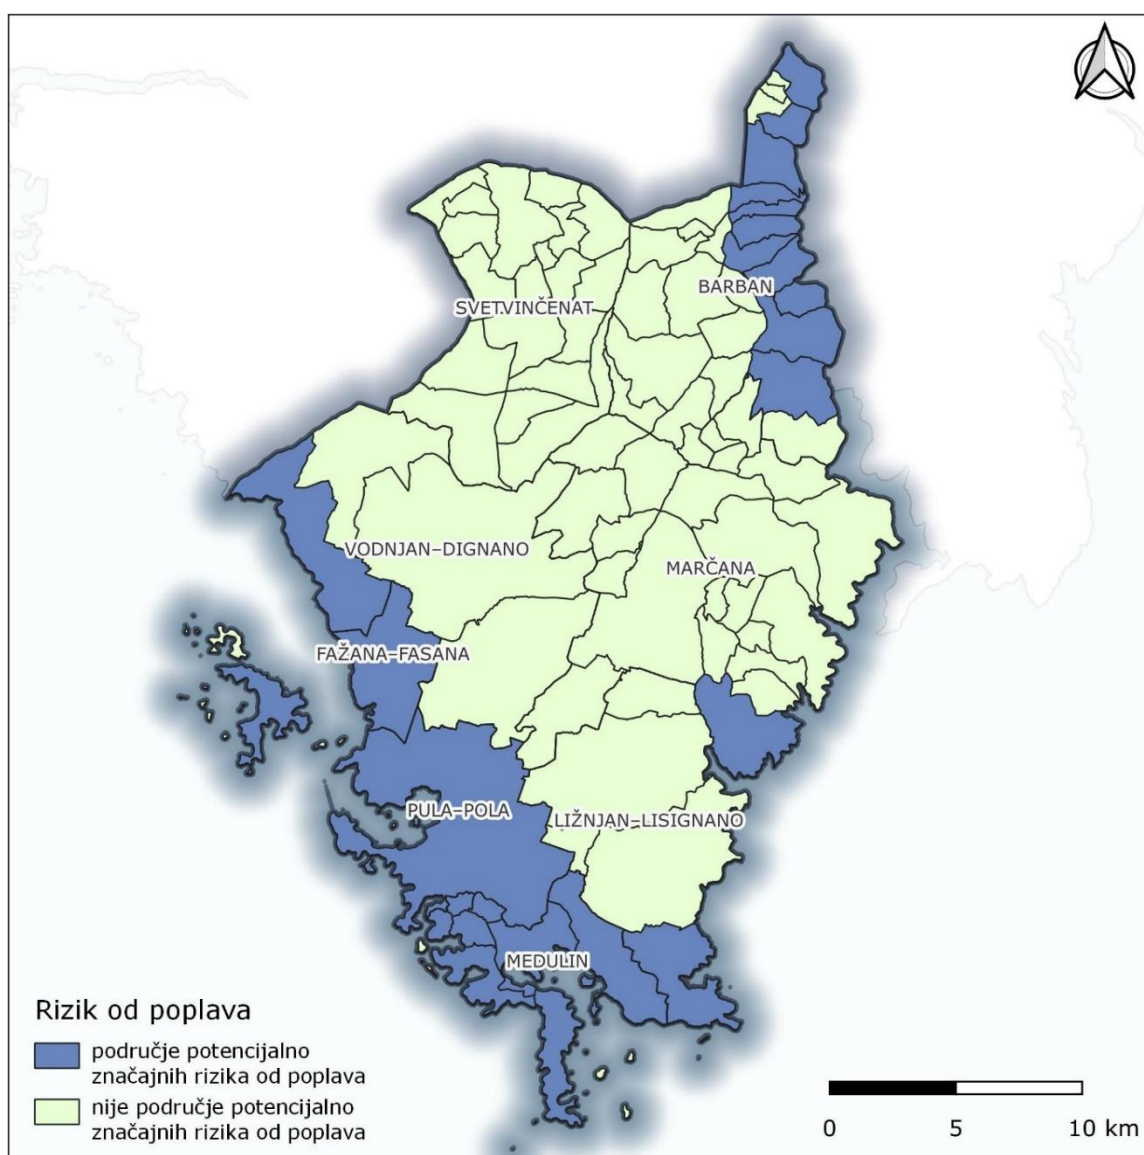 BARBAN
SVETVINČENAT
VODNJAN–DIGNANO
MARČANA
FAŽANA–FASANA
PULA–POLA
LIŽNJAN–LISIGNANO
MEDULIN
Rizik od poplava
područje potencijalno
značajnih rizika od poplava
nije područje potencijalno
značajnih rizika od poplava
0 5 10 km